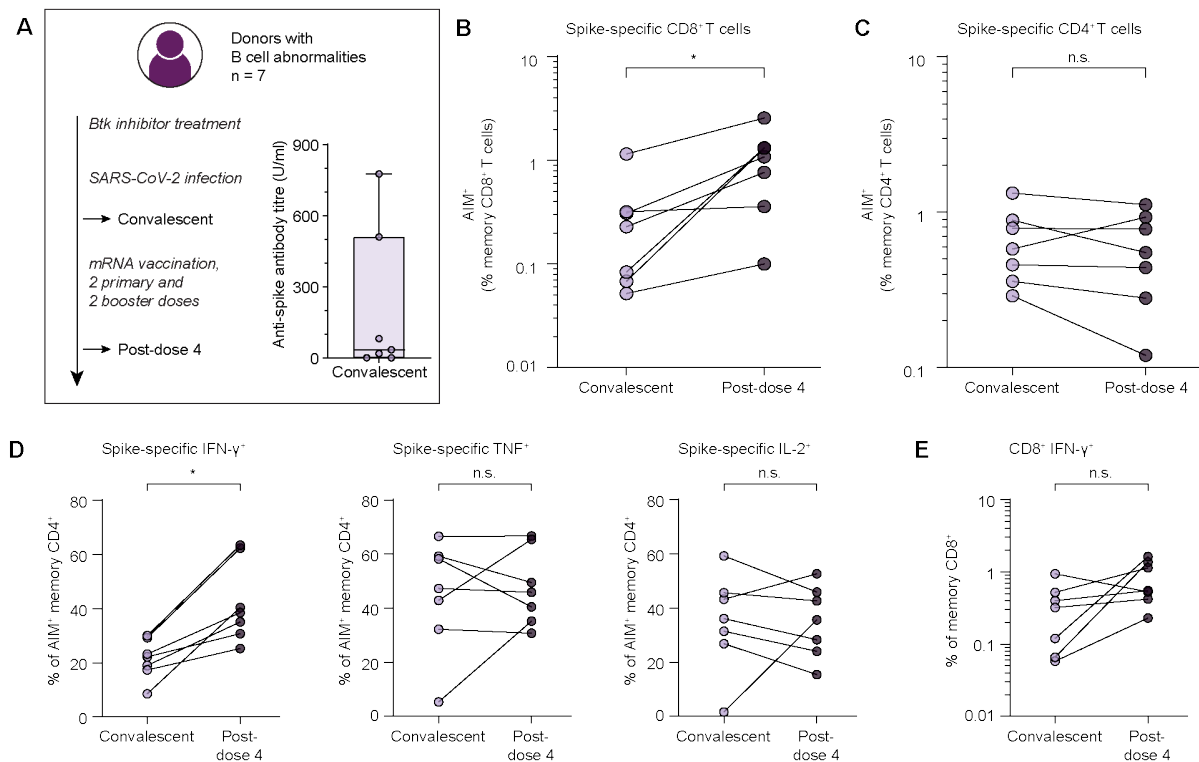 A
Donors with
B cell abnormalities
n = 7
Btk inhibitor treatment
SARS-CoV-2 infection
Convalescent
mRNA vaccination,
2 primary and
2 booster doses
Post-dose 4
Anti-spike antibody titre (U/ml)
900
600
300
0
Convalescent
B
Spike-specific CD8⁺ T cells
*
AIM⁺
(% memory CD8⁺ T cells)
10
1
0.1
0.01
Convalescent
Post-dose 4
C
Spike-specific CD4⁺ T cells
n.s.
AIM⁺
(% memory CD4⁺ T cells)
10
1
0.1
Convalescent
Post-dose 4
D
Spike-specific IFN-γ⁺
*
% of AIM⁺ memory CD4⁺
80
60
40
20
0
Convalescent
Post-
dose 4
Spike-specific TNF⁺
n.s.
% of AIM⁺ memory CD4⁺
80
60
40
20
0
Convalescent
Post-
dose 4
Spike-specific IL-2⁺
n.s.
% of AIM⁺ memory CD4⁺
80
60
40
20
0
Convalescent
Post-
dose 4
E
CD8⁺ IFN-γ⁺
n.s.
% of memory CD8⁺
10
1
0.1
0.01
Convalescent
Post-
dose 4